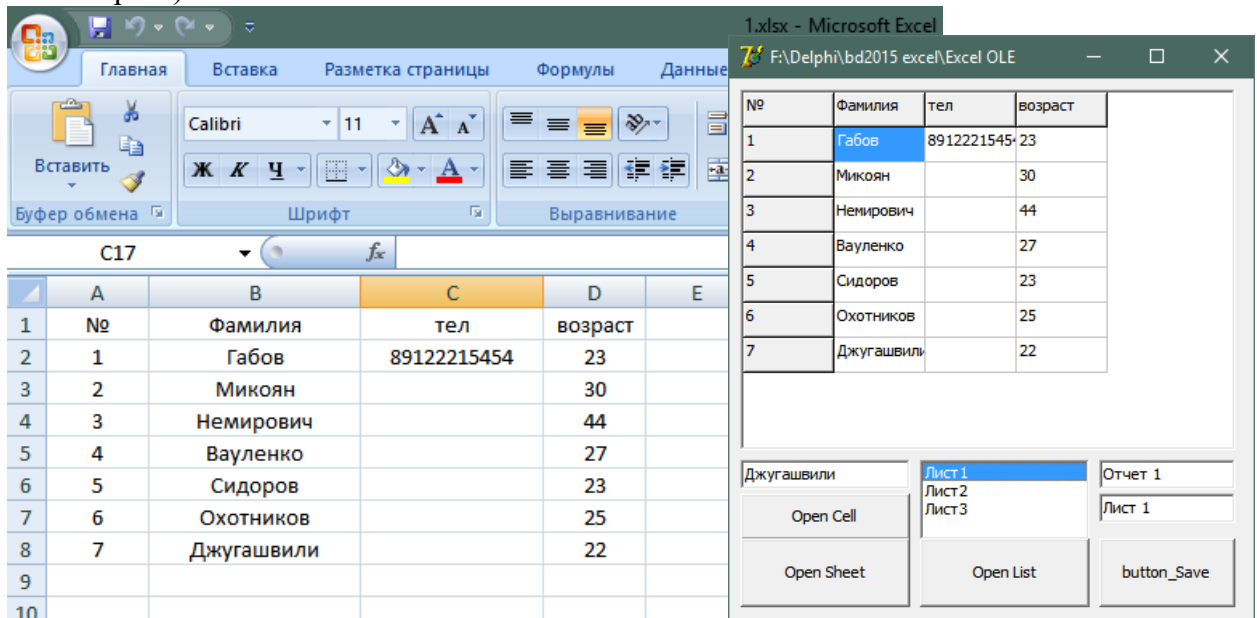 1.xlsx - Microsoft Excel
Главная Вставка Разметка страницы Формулы Данные
Calibri 11 A A
Вставить
Ж К Ч A
Буфер обмена Шрифт Выравнивание
C17 fx
A B C D E
1 № Фамилия тел возраст
2 1 Габов 89122215454 23
3 2 Микоян 30
4 3 Немирович 44
5 4 Вауленко 27
6 5 Сидоров 23
7 6 Охотников 25
8 7 Джугашвили 22
9
10
F:\Delphi\bd2015 excel\Excel OLE
№ Фамилия тел возраст
1 Габов 8912221545 23
2 Микоян 30
3 Немирович 44
4 Вауленко 27
5 Сидоров 23
6 Охотников 25
7 Джугашвили 22
Джугашвили
Open Cell
Open Sheet
Лист1
Лист2
Лист3
Open List
Отчет 1
Лист 1
button_Save